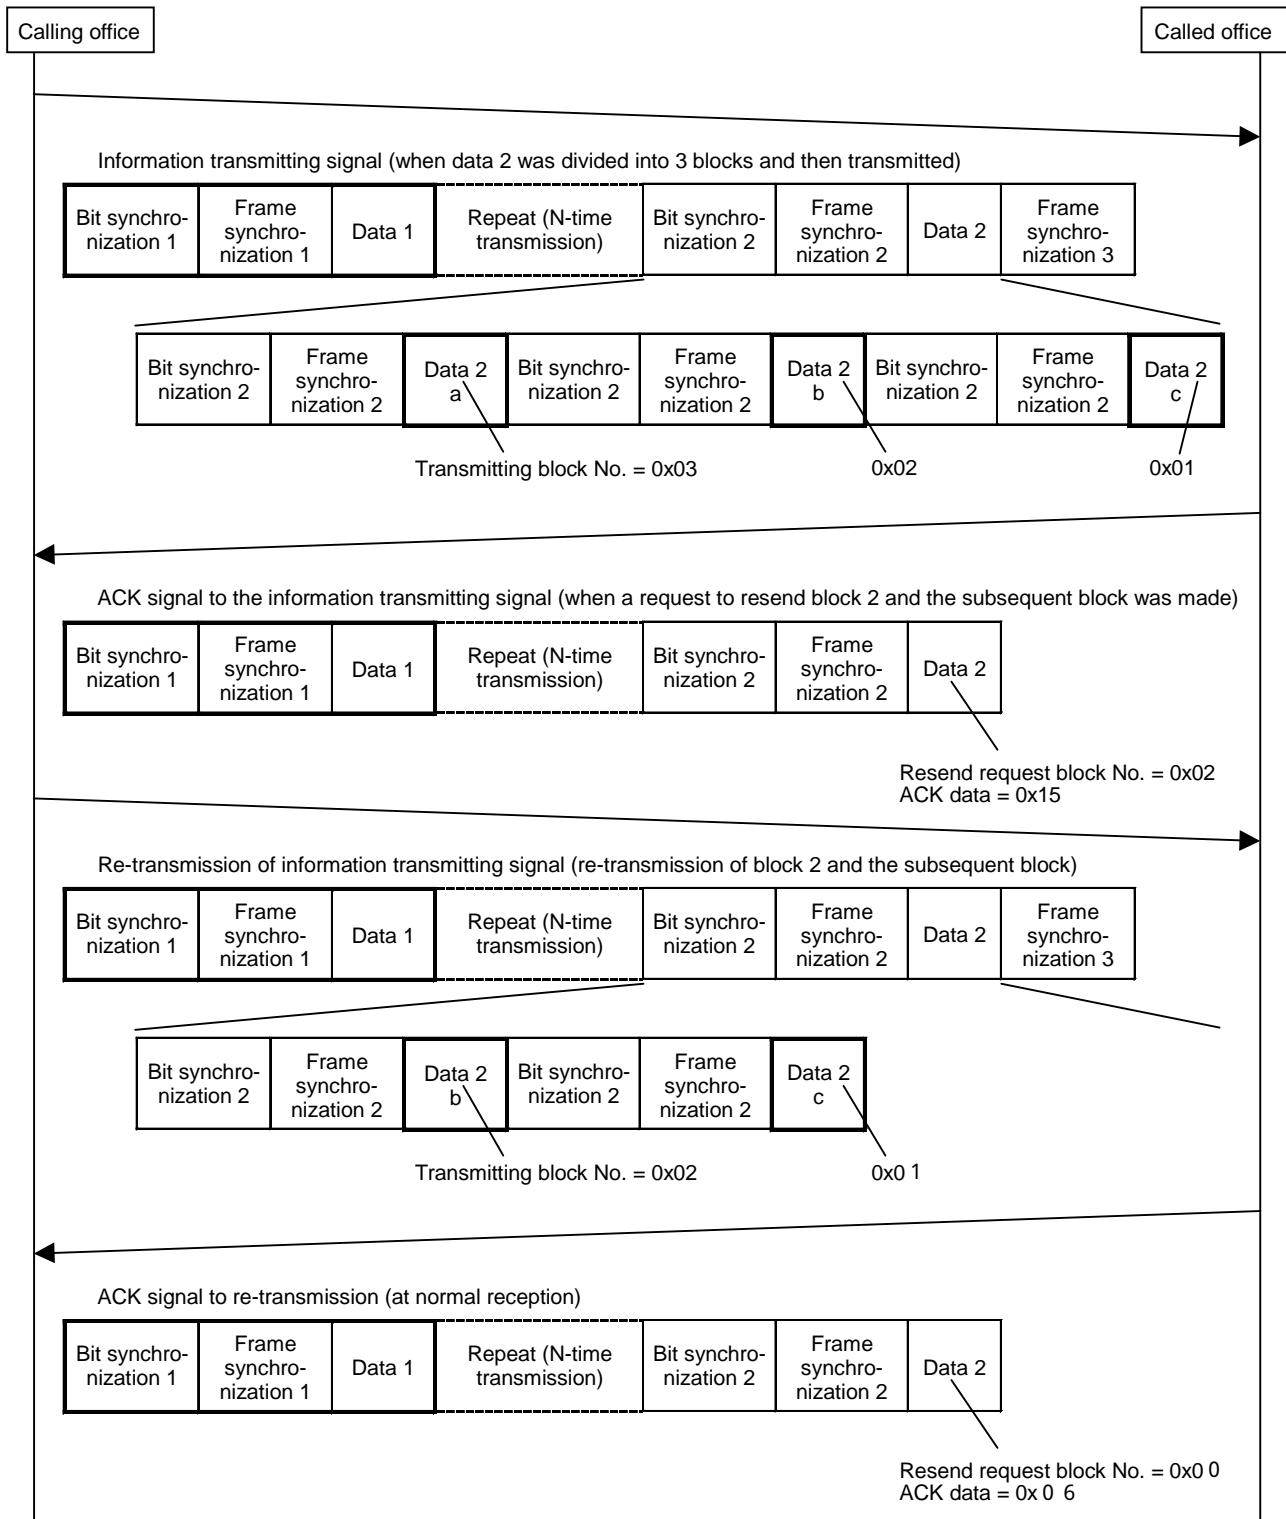 Calling office
Called office
Information transmitting signal (when data 2 was divided into 3 blocks and then transmitted)
Bit synchro-
nization 1
Frame
synchro-
nization 1
Data 1
Repeat (N-time
transmission)
Bit synchro-
nization 2
Frame
synchro-
nization 2
Data 2
Frame
synchro-
nization 3
Bit synchro-
nization 2
Frame
synchro-
nization 2
Data 2
a
Bit synchro-
nization 2
Frame
synchro-
nization 2
Data 2
b
Bit synchro-
nization 2
Frame
synchro-
nization 2
Data 2
c
Transmitting block No. = 0x03
0x02
0x01
ACK signal to the information transmitting signal (when a request to resend block 2 and the subsequent block was made)
Bit synchro-
nization 1
Frame
synchro-
nization 1
Data 1
Repeat (N-time
transmission)
Bit synchro-
nization 2
Frame
synchro-
nization 2
Data 2
Resend request block No. = 0x02
ACK data = 0x15
Re-transmission of information transmitting signal (re-transmission of block 2 and the subsequent block)
Bit synchro-
nization 1
Frame
synchro-
nization 1
Data 1
Repeat (N-time
transmission)
Bit synchro-
nization 2
Frame
synchro-
nization 2
Data 2
Frame
synchro-
nization 3
Bit synchro-
nization 2
Frame
synchro-
nization 2
Data 2
b
Bit synchro-
nization 2
Frame
synchro-
nization 2
Data 2
c
Transmitting block No. = 0x02
0x0 1
ACK signal to re-transmission (at normal reception)
Bit synchro-
nization 1
Frame
synchro-
nization 1
Data 1
Repeat (N-time
transmission)
Bit synchro-
nization 2
Frame
synchro-
nization 2
Data 2
Resend request block No. = 0x0 0
ACK data = 0x 0 6